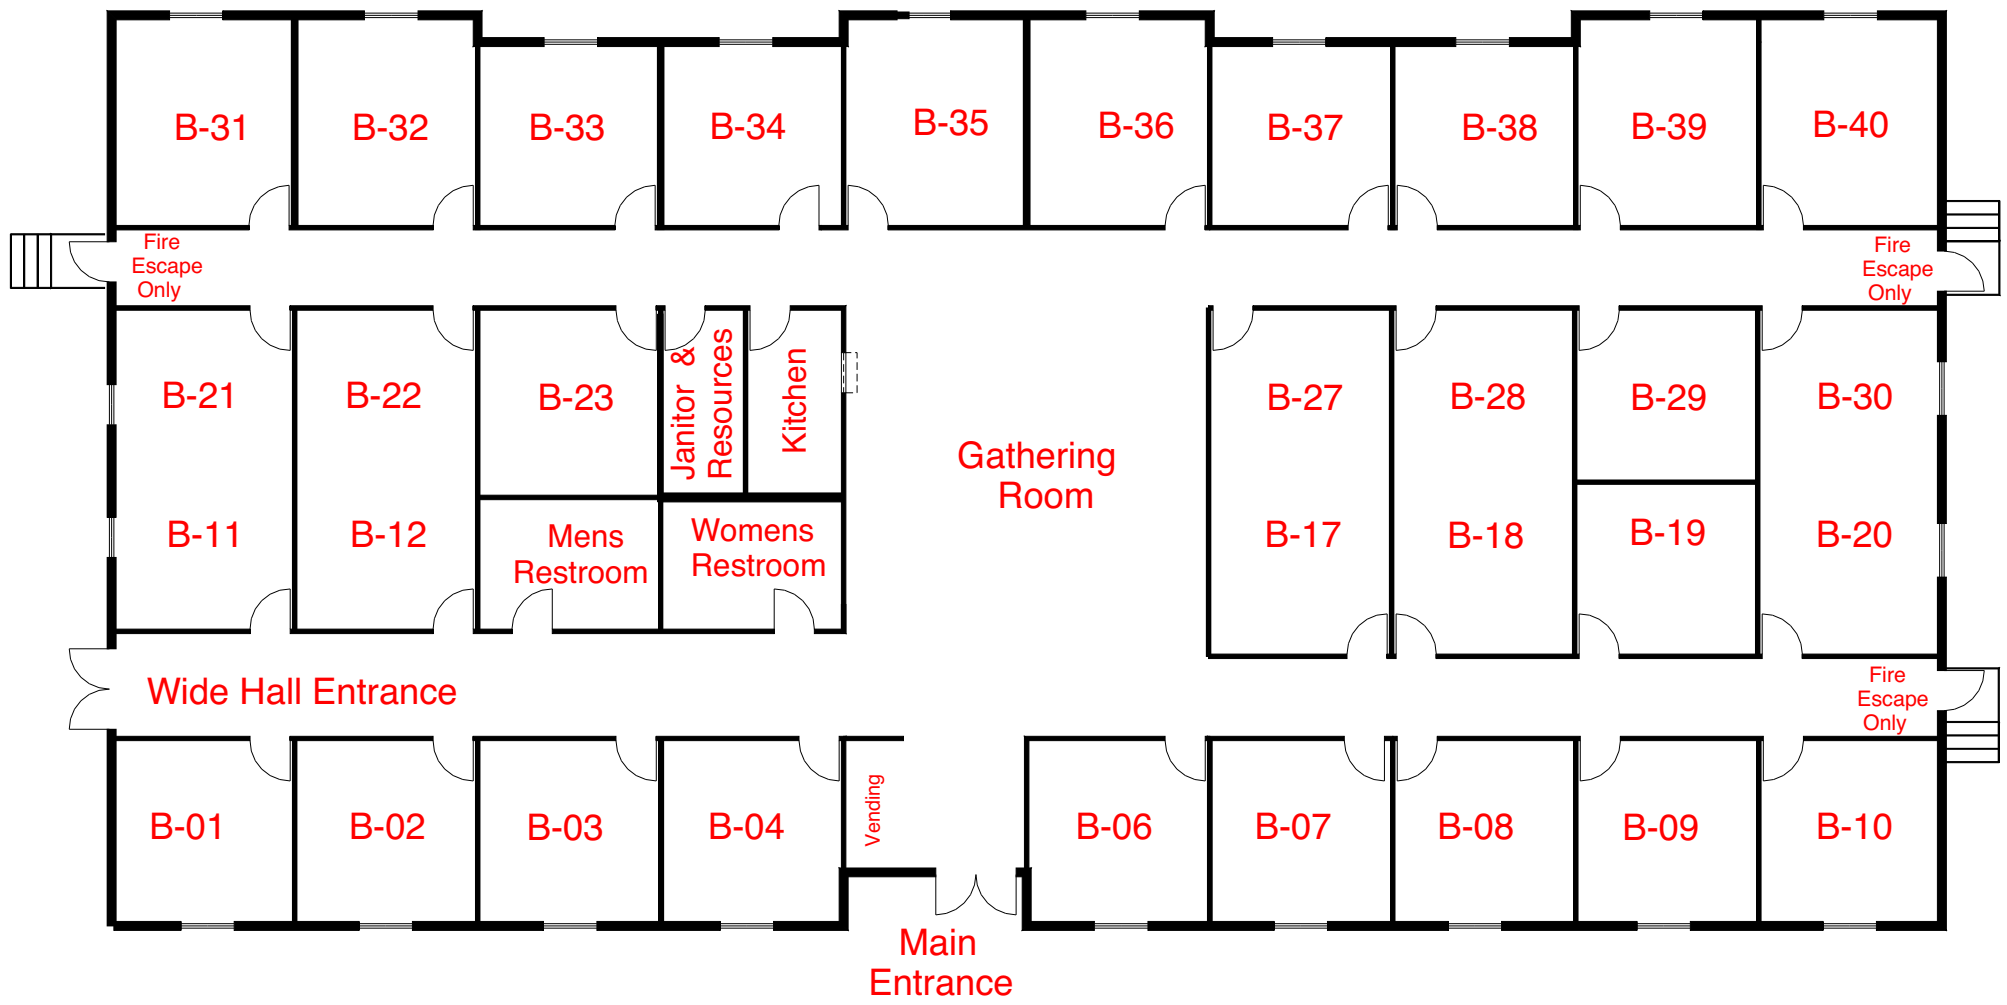 B-31
B-32
B-33
B-34
B-35
B-36
B-37
B-38
B-39
B-40
Fire
Escape
Only
Fire
Escape
Only
B-21
B-22
B-23
Janitor &
Resources
Kitchen
Gathering
Room
B-27
B-28
B-29
B-30
B-11
B-12
Mens
Restroom
Womens
Restroom
B-17
B-18
B-19
B-20
Wide Hall Entrance
Fire
Escape
Only
B-01
B-02
B-03
B-04
Vending
B-06
B-07
B-08
B-09
B-10
Main
Entrance